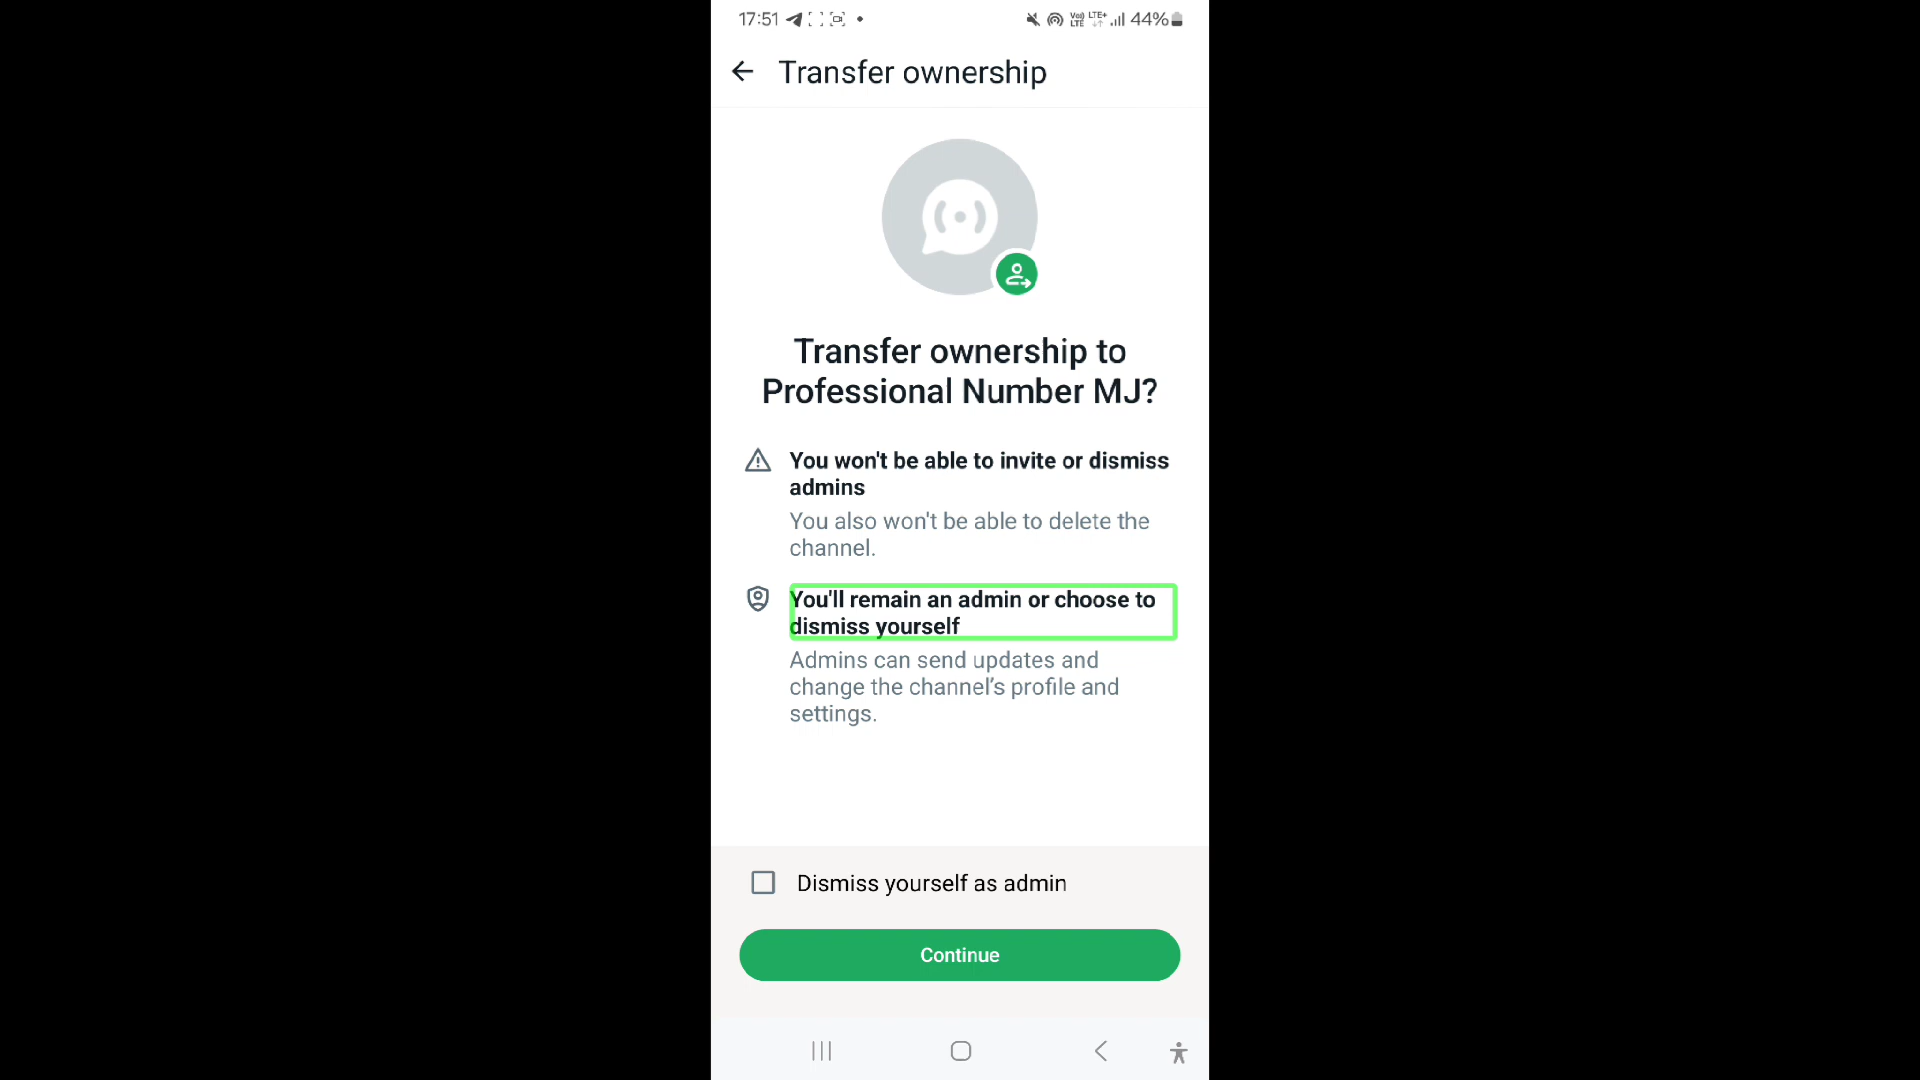 17:51 44%
Transfer ownership
Transfer ownership to
Professional Number MJ?
You won't be able to invite or dismiss
admins
You also won't be able to delete the
channel.
You'll remain an admin or choose to
dismiss yourself
Admins can send updates and
change the channel’s profile and
settings.
Dismiss yourself as admin
Continue